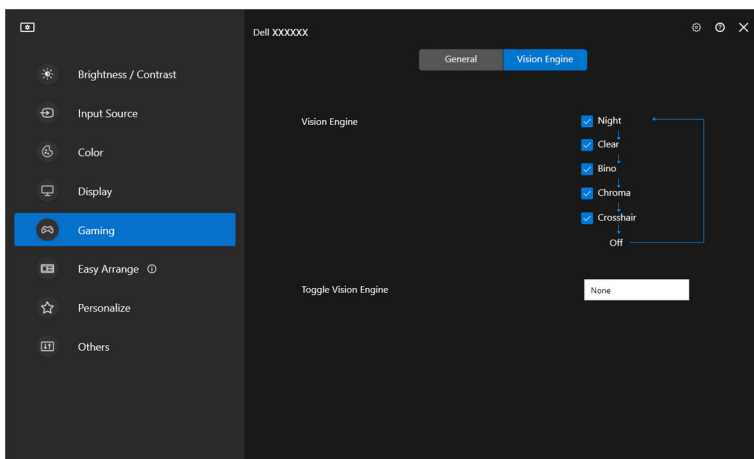 Dell XXXXXX
General
Vision Engine
Brightness / Contrast
Input Source
Color
Display
Gaming
Easy Arrange
Personalize
Others
Vision Engine
Night
Clear
Bino
Chroma
Crosshair
Off
Toggle Vision Engine
None